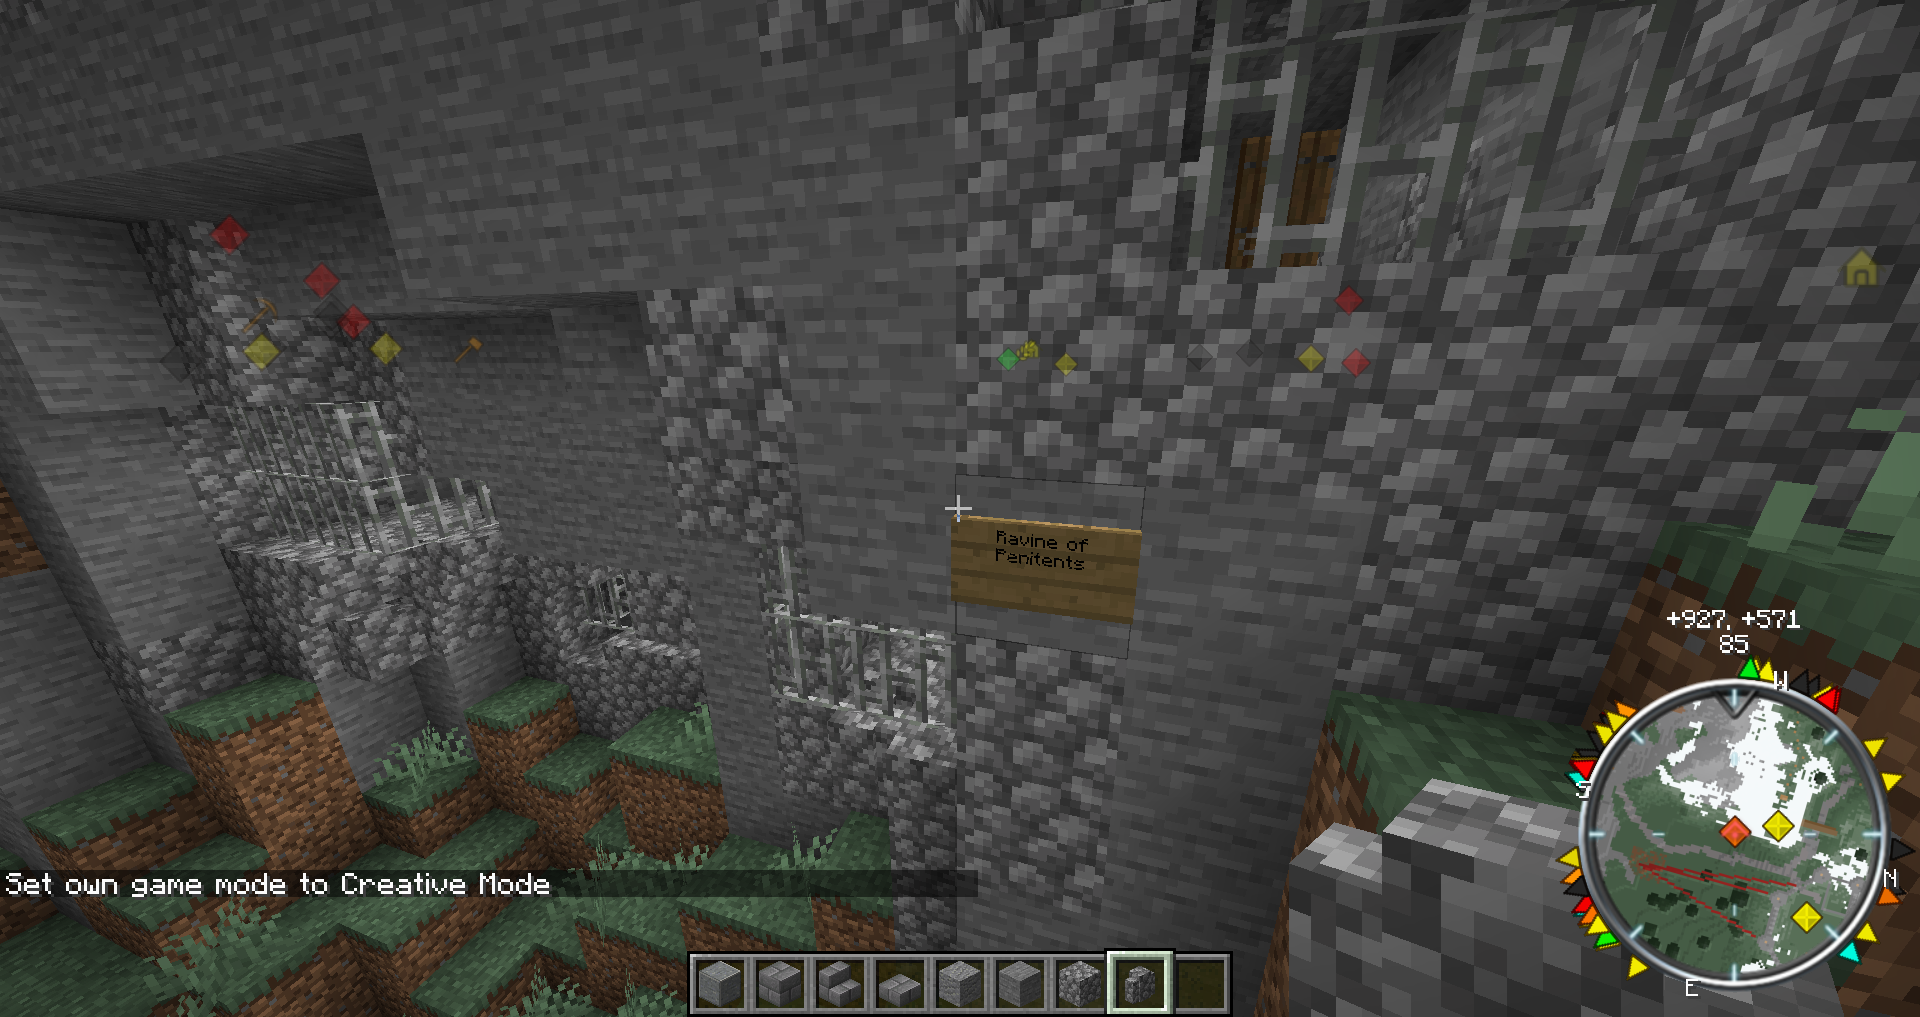 Ravine of
Penitents
+927, +571
85
W
S
N
E
Set own game mode to Creative Mode